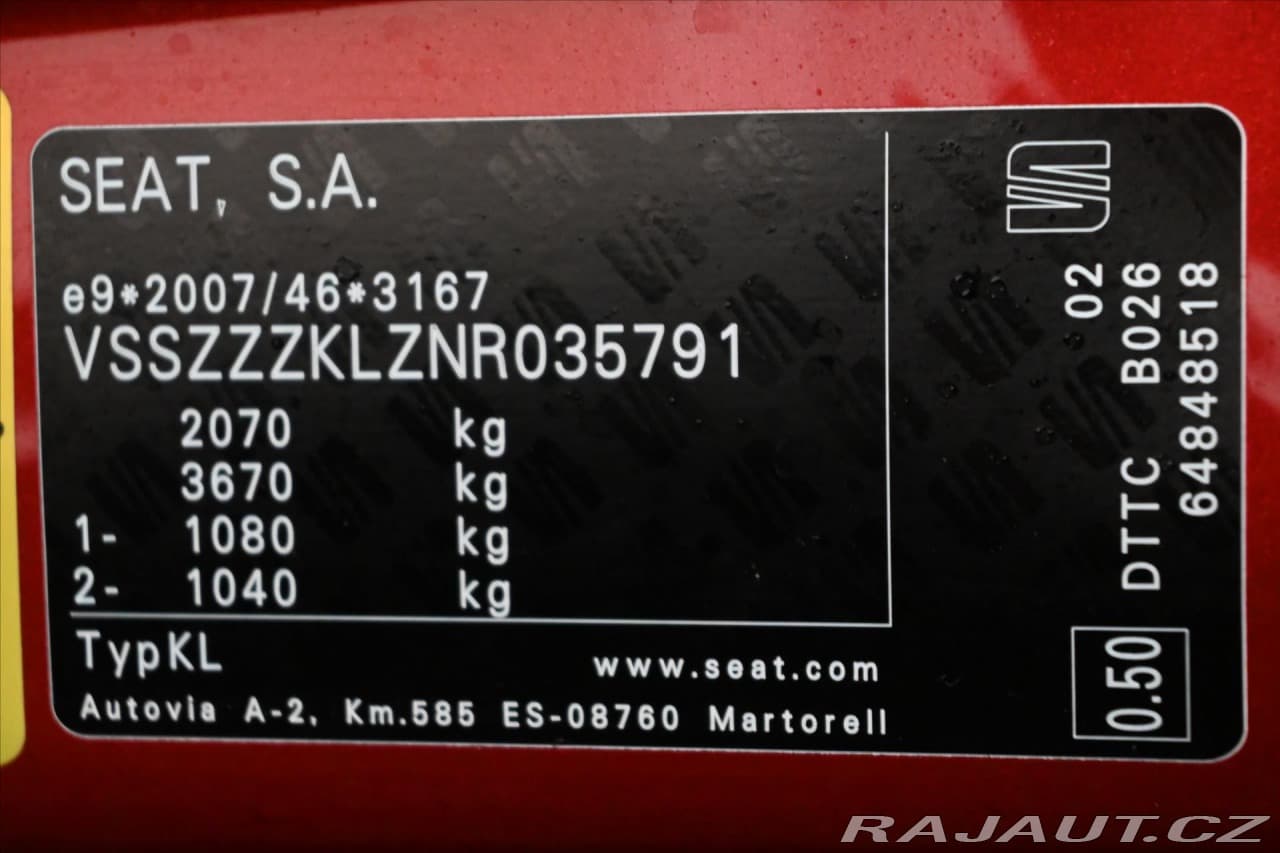 SEAT, S.A.
e9*2007/46*3167
VSSZZZKLZNR035791
2070 kg
3670 kg
1- 1080 kg
2- 1040 kg
TypKL
www.seat.com
Autovia A-2, Km.585 ES-08760 Martorell
02
0.50 DTTC B026
64848518
RAJAUT.CZ